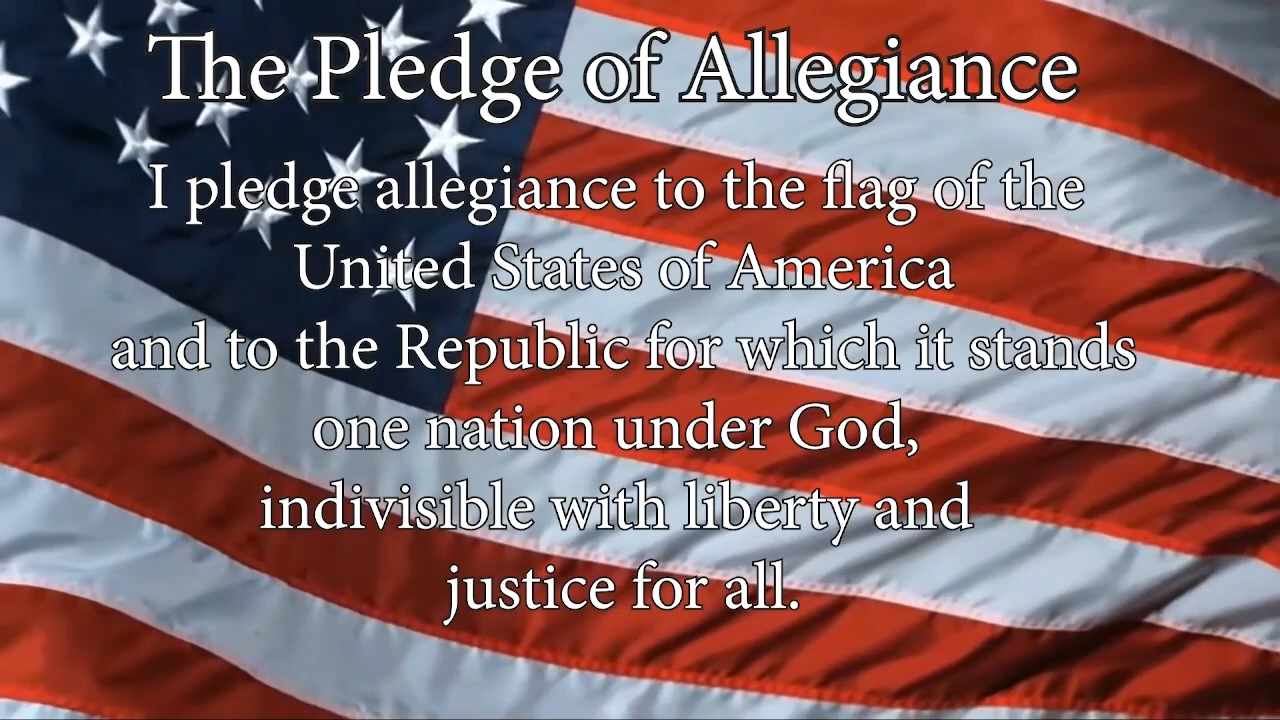 The Pledge of Allegiance
I pledge allegiance to the flag of the
United States of America
and to the Republic for which it stands
one nation under God,
indivisible with liberty and
justice for all.